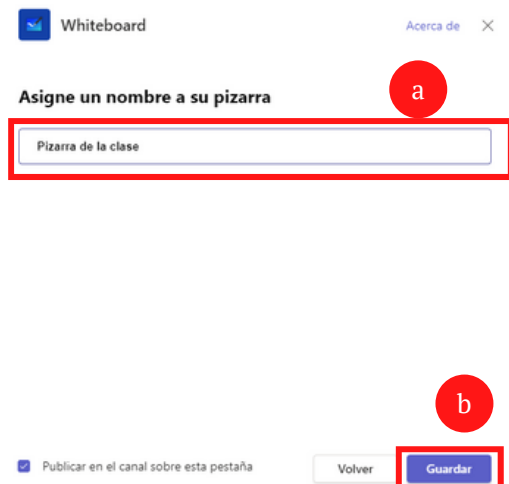 Whiteboard Acerca de
Asigne un nombre a su pizarra
a
Pizarra de la clase
b
Publicar en el canal sobre esta pestaña Volver Guardar